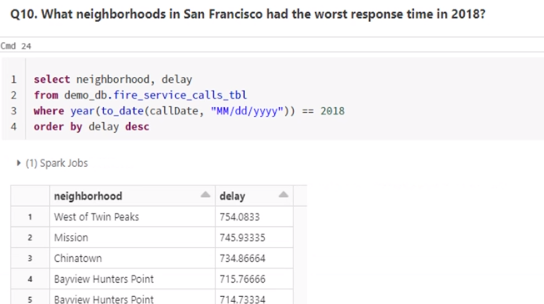 Q10. What neighborhoods in San Francisco had the worst response time in 2018?
Cmd 24
1 select neighborhood, delay
2 from demo_db.fire_service_calls_tbl
3 where year(to_date(callDate, "MM/dd/yyyy")) == 2018
4 order by delay desc
(1) Spark Jobs
neighborhood delay
1 West of Twin Peaks 754.0833
2 Mission 745.93335
3 Chinatown 734.86664
4 Bayview Hunters Point 715.76666
5 Bayview Hunters Point 714.73334